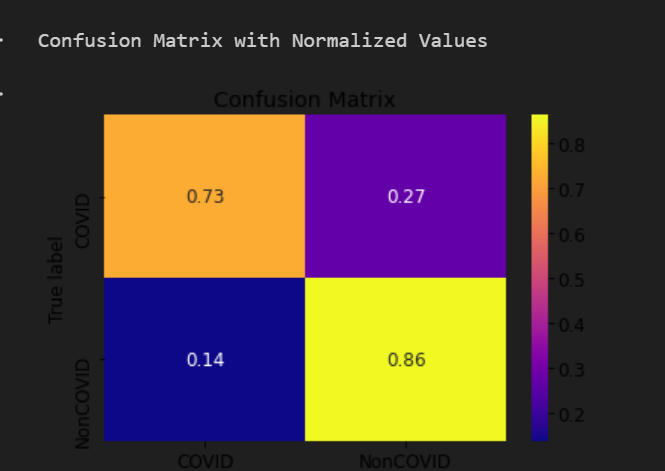 Confusion Matrix with Normalized Values
Confusion Matrix
0.73
0.27
0.14
0.86
True label
COVID
NonCOVID
COVID
NonCOVID
0.8
0.7
0.6
0.5
0.4
0.3
0.2